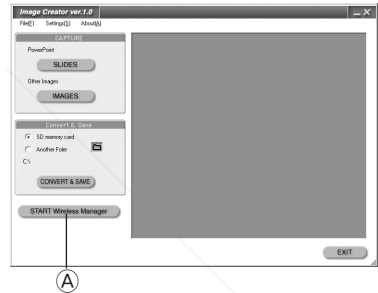 Image Creator ver.1.0
File(F) Settings(S) About(A)
CAPTURE
PowerPoint
SLIDES
Other Images
IMAGES
Convert & Save
SD memory card
Another Foler
C:\
CONVERT & SAVE
START Wireless Manager
EXIT
A